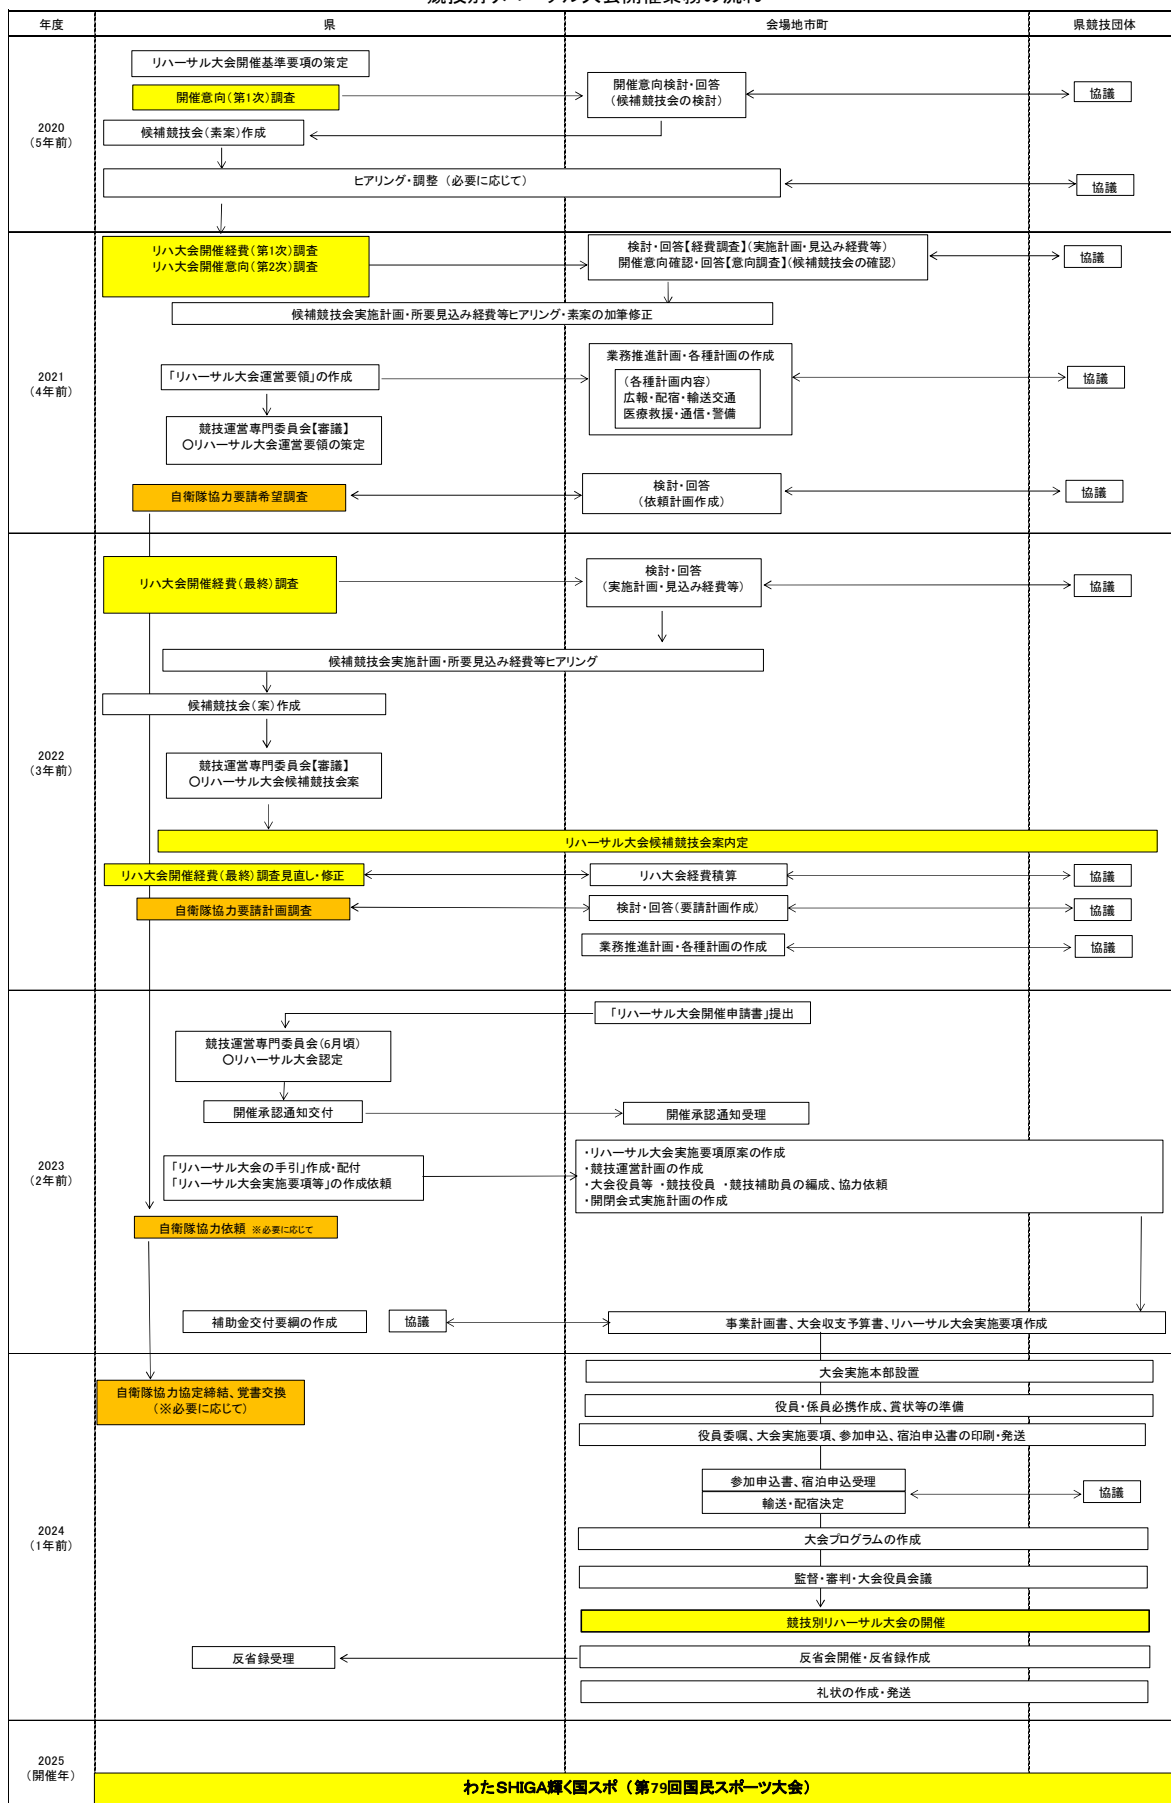 競技別リハーサル大会開催業務の流れ
年度
県
会場地市町
県競技団体
2020
(5年前)
リハーサル大会開催基準要項の策定
開催意向(第1次)調査
開催意向検討・回答
(候補競技会の検討)
協議
候補競技会(素案)作成
ヒアリング・調整 (必要に応じて)
協議
2021
(4年前)
リハ大会開催経費(第1次)調査
リハ大会開催意向(第2次)調査
検討・回答【経費調査】(実施計画・見込み経費等)
開催意向確認・回答【意向調査】(候補競技会の確認)
協議
候補競技会実施計画・所要見込み経費等ヒアリング・素案の加筆修正
「リハーサル大会運営要領」の作成
業務推進計画・各種計画の作成
(各種計画内容)
広報・配宿・輸送交通
医療救援・通信・警備
協議
競技運営専門委員会【審議】
〇リハーサル大会運営要領の策定
自衛隊協力要請希望調査
検討・回答
(依頼計画作成)
協議
2022
(3年前)
リハ大会開催経費(最終)調査
検討・回答
(実施計画・見込み経費等)
協議
候補競技会実施計画・所要見込み経費等ヒアリング
候補競技会(案)作成
競技運営専門委員会【審議】
〇リハーサル大会候補競技会案
リハーサル大会候補競技会案内定
リハ大会開催経費(最終)調査見直し・修正
リハ大会経費積算
協議
自衛隊協力要請計画調査
検討・回答(要請計画作成)
協議
業務推進計画・各種計画の作成
協議
2023
(2年前)
「リハーサル大会開催申請書」提出
競技運営専門委員会(6月頃)
〇リハーサル大会認定
開催承認通知交付
開催承認通知受理
「リハーサル大会の手引」作成・配付
「リハーサル大会実施要項等」の作成依頼
・リハーサル大会実施要項原案の作成
・競技運営計画の作成
・大会役員等 ・競技役員 ・競技補助員の編成、協力依頼
・開閉会式実施計画の作成
自衛隊協力依頼 ※必要に応じて
補助金交付要綱の作成
協議
事業計画書、大会収支予算書、リハーサル大会実施要項作成
2024
(1年前)
自衛隊協力協定締結、覚書交換
(※必要に応じて)
大会実施本部設置
役員・係員必携作成、賞状等の準備
役員委嘱、大会実施要項、参加申込、宿泊申込書の印刷・発送
参加申込書、宿泊申込受理
輸送・配宿決定
協議
大会プログラムの作成
監督・審判・大会役員会議
競技別リハーサル大会の開催
反省録受理
反省会開催・反省録作成
礼状の作成・発送
2025
(開催年)
わたSHIGA輝く国スポ (第79回国民スポーツ大会)